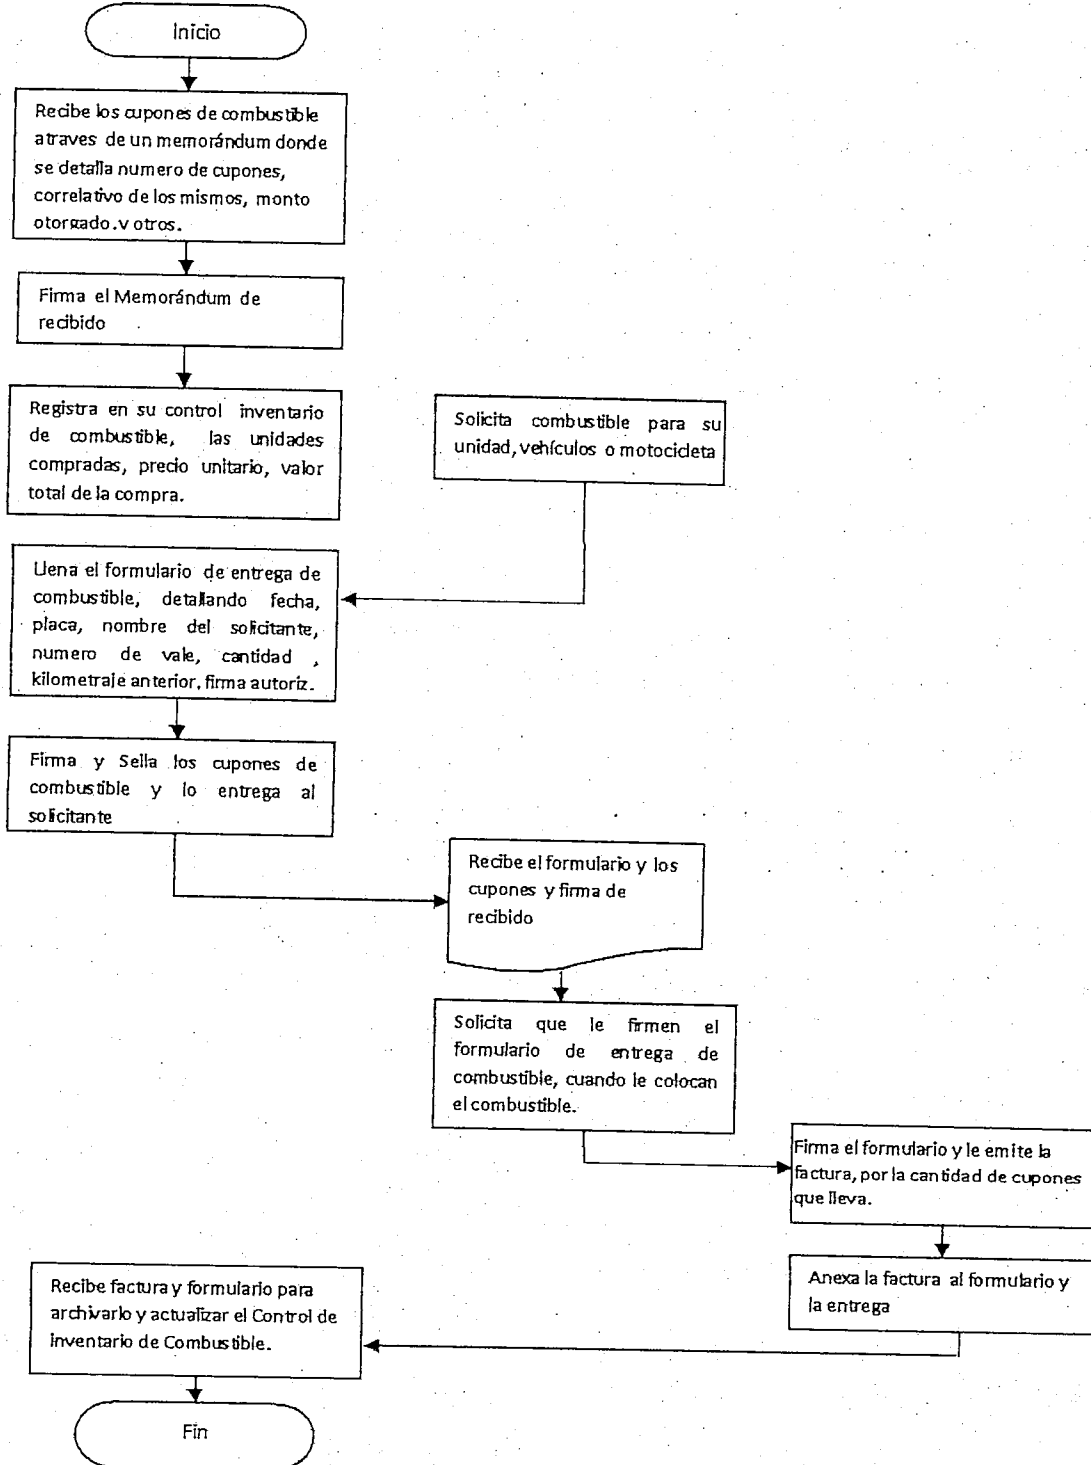 Inicio
Recibe los cupones de combustible
atraves de un memorándum donde
se detalla numero de cupones,
correlativo de los mismos, monto
otorgado.y otros.
Firma el Memorándum de
recibido
Registra en su control inventario
de combustible, las unidades
compradas, precio unitario, valor
total de la compra.
Solicita combustible para su
unidad, vehículos o motocicleta
Llena el formulario de entrega de
combustible, detallando fecha,
placa, nombre del solicitante,
numero de vale, cantidad ,
kilometraje anterior, firma autoriz.
Firma y Sella los cupones de
combustible y lo entrega al
solicitante
Recibe el formulario y los
cupones y firma de
recibido
Solicita que le firmen el
formulario de entrega de
combustible, cuando le colocan
el combustible.
Firma el formulario y le emite la
factura, por la cantidad de cupones
que lleva.
Anexa la factura al formulario y
la entrega
Recibe factura y formulario para
archivarlo y actualizar el Control de
inventario de Combustible.
Fin